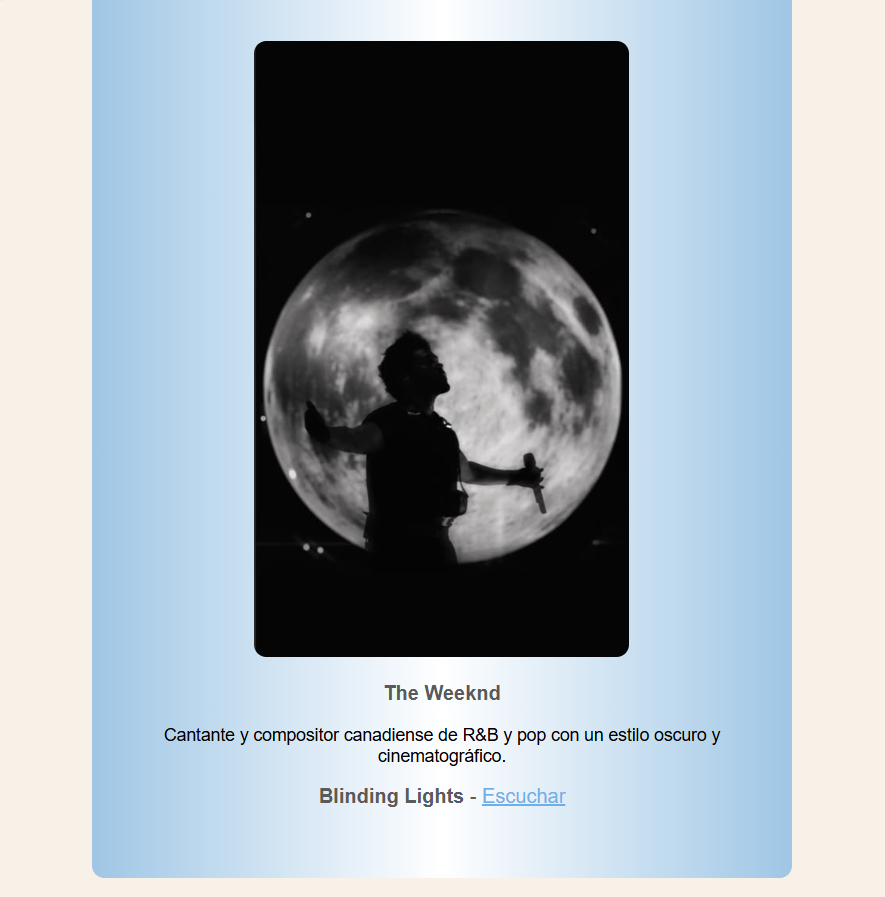 The Weeknd
Cantante y compositor canadiense de R&B y pop con un estilo oscuro y
cinematográfico.
Blinding Lights - Escuchar